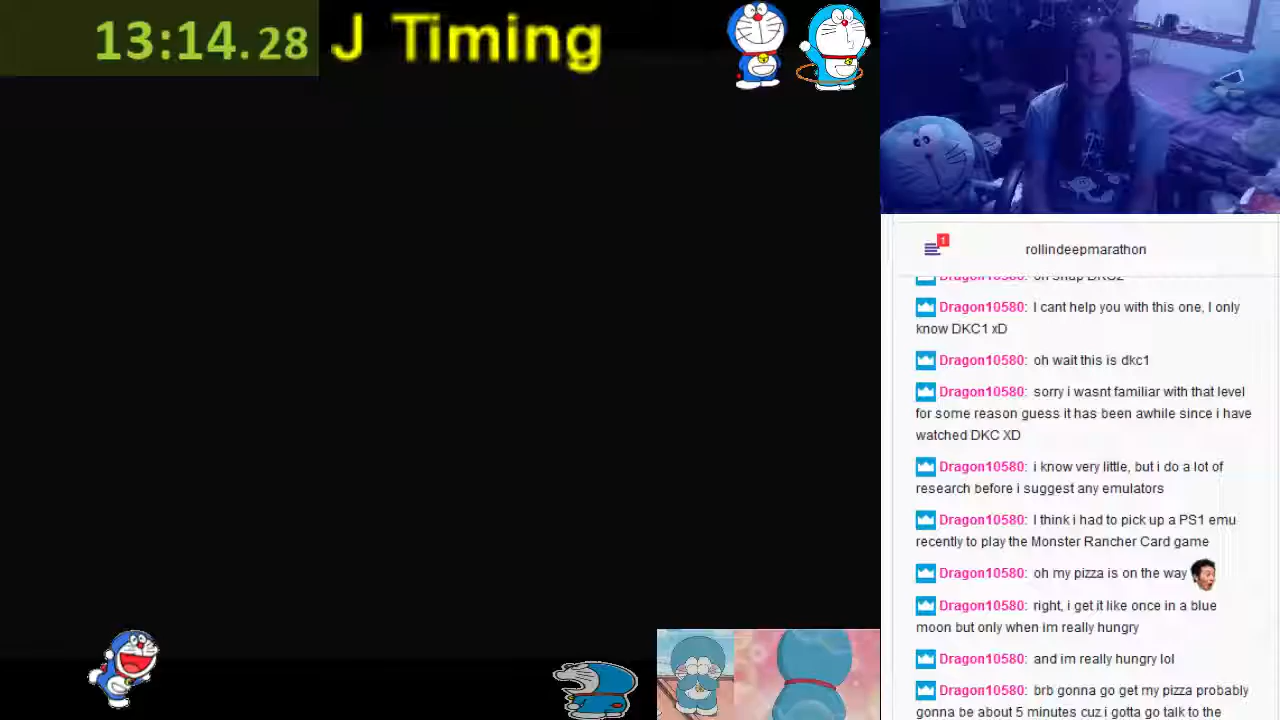 13:14.28 J Timing
1
rollindeepmarathon
Dragon10580: oh snap DKC2
Dragon10580: I cant help you with this one, I only
know DKC1 xD
Dragon10580: oh wait this is dkc1
Dragon10580: sorry i wasnt familiar with that level
for some reason guess it has been awhile since i have
watched DKC XD
Dragon10580: i know very little, but i do a lot of
research before i suggest any emulators
Dragon10580: I think i had to pick up a PS1 emu
recently to play the Monster Rancher Card game
Dragon10580: oh my pizza is on the way
Dragon10580: right, i get it like once in a blue
moon but only when im really hungry
Dragon10580: and im really hungry lol
Dragon10580: brb gonna go get my pizza probably
gonna be about 5 minutes cuz i gotta go talk to the